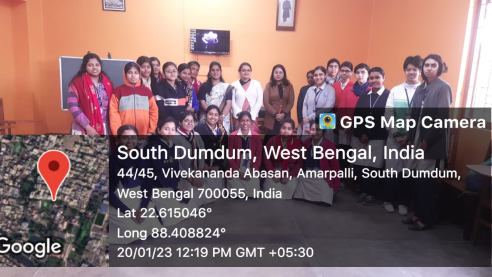 GPS Map Camera
South Dumdum, West Bengal, India
44/45, Vivekananda Abasan, Amarpalli, South Dumdum,
West Bengal 700055, India
Lat 22.615046°
Long 88.408824°
20/01/23 12:19 PM GMT +05:30
Google